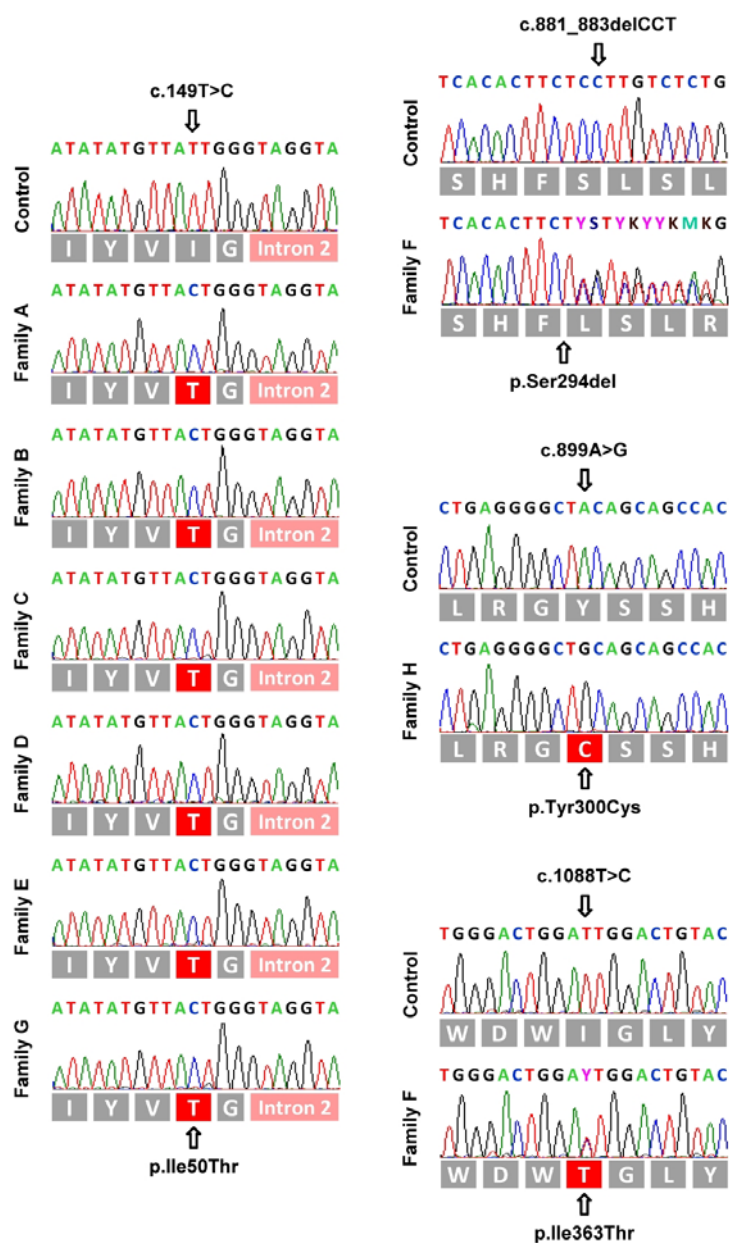 c.149T>C
ATATATGTTATTGGGTAGGTA
Control
I Y V I G Intron 2
ATATATGTTACTGGGTAGGTA
Family A
I Y V T G Intron 2
ATATATGTTACTGGGTAGGTA
Family B
I Y V T G Intron 2
ATATATGTTACTGGGTAGGTA
Family C
I Y V T G Intron 2
ATATATGTTACTGGGTAGGTA
Family D
I Y V T G Intron 2
ATATATGTTACTGGGTAGGTA
Family E
I Y V T G Intron 2
ATATATGTTACTGGGTAGGTA
Family G
I Y V T G Intron 2
p.Ile50Thr
c.881_883delCCT
TCACACTTCTCCTTGTCTCTG
Control
S H F S L S L
TCACACTTCTYSTYKYYKMKG
Family F
S H F L S L R
p.Ser294del
c.899A>G
CTGAGGGGCTACAGCAGCCAC
Control
L R G Y S S H
CTGAGGGGCTGCAGCAGCCAC
Family H
L R G C S S H
p.Tyr300Cys
c.1088T>C
TGGGACTGGATTGGACTGTAC
Control
W D W I G L Y
TGGGACTGGAYTGGACTGTAC
Family F
W D W T G L Y
p.Ile363Thr